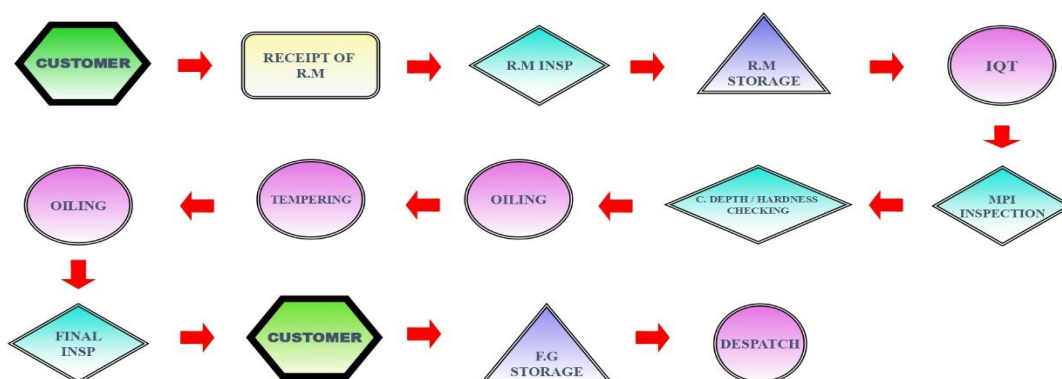 CUSTOMER
RECEIPT OF
R.M
R.M INSP
R.M
STORAGE
IQT
MPI
INSPECTION
C. DEPTH / HARDNESS
CHECKING
OILING
TEMPERING
OILING
FINAL
INSP
CUSTOMER
F.G
STORAGE
DESPATCH